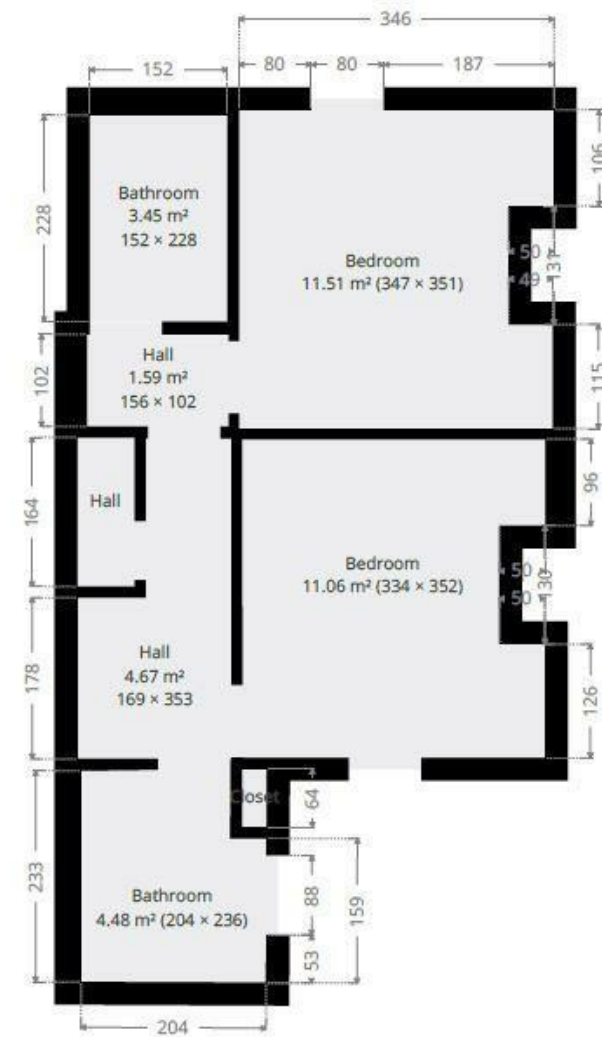 346
152
80
80
187
106
228
Bathroom
3.45 m²
152 × 228
Bedroom
11.51 m² (347 × 351)
50
49
131
102
Hall
1.59 m²
156 × 102
115
164
Hall
96
Bedroom
11.06 m² (334 × 352)
50
50
130
178
Hall
4.67 m²
169 × 353
126
Closet
64
233
88
159
Bathroom
4.48 m² (204 × 236)
53
204